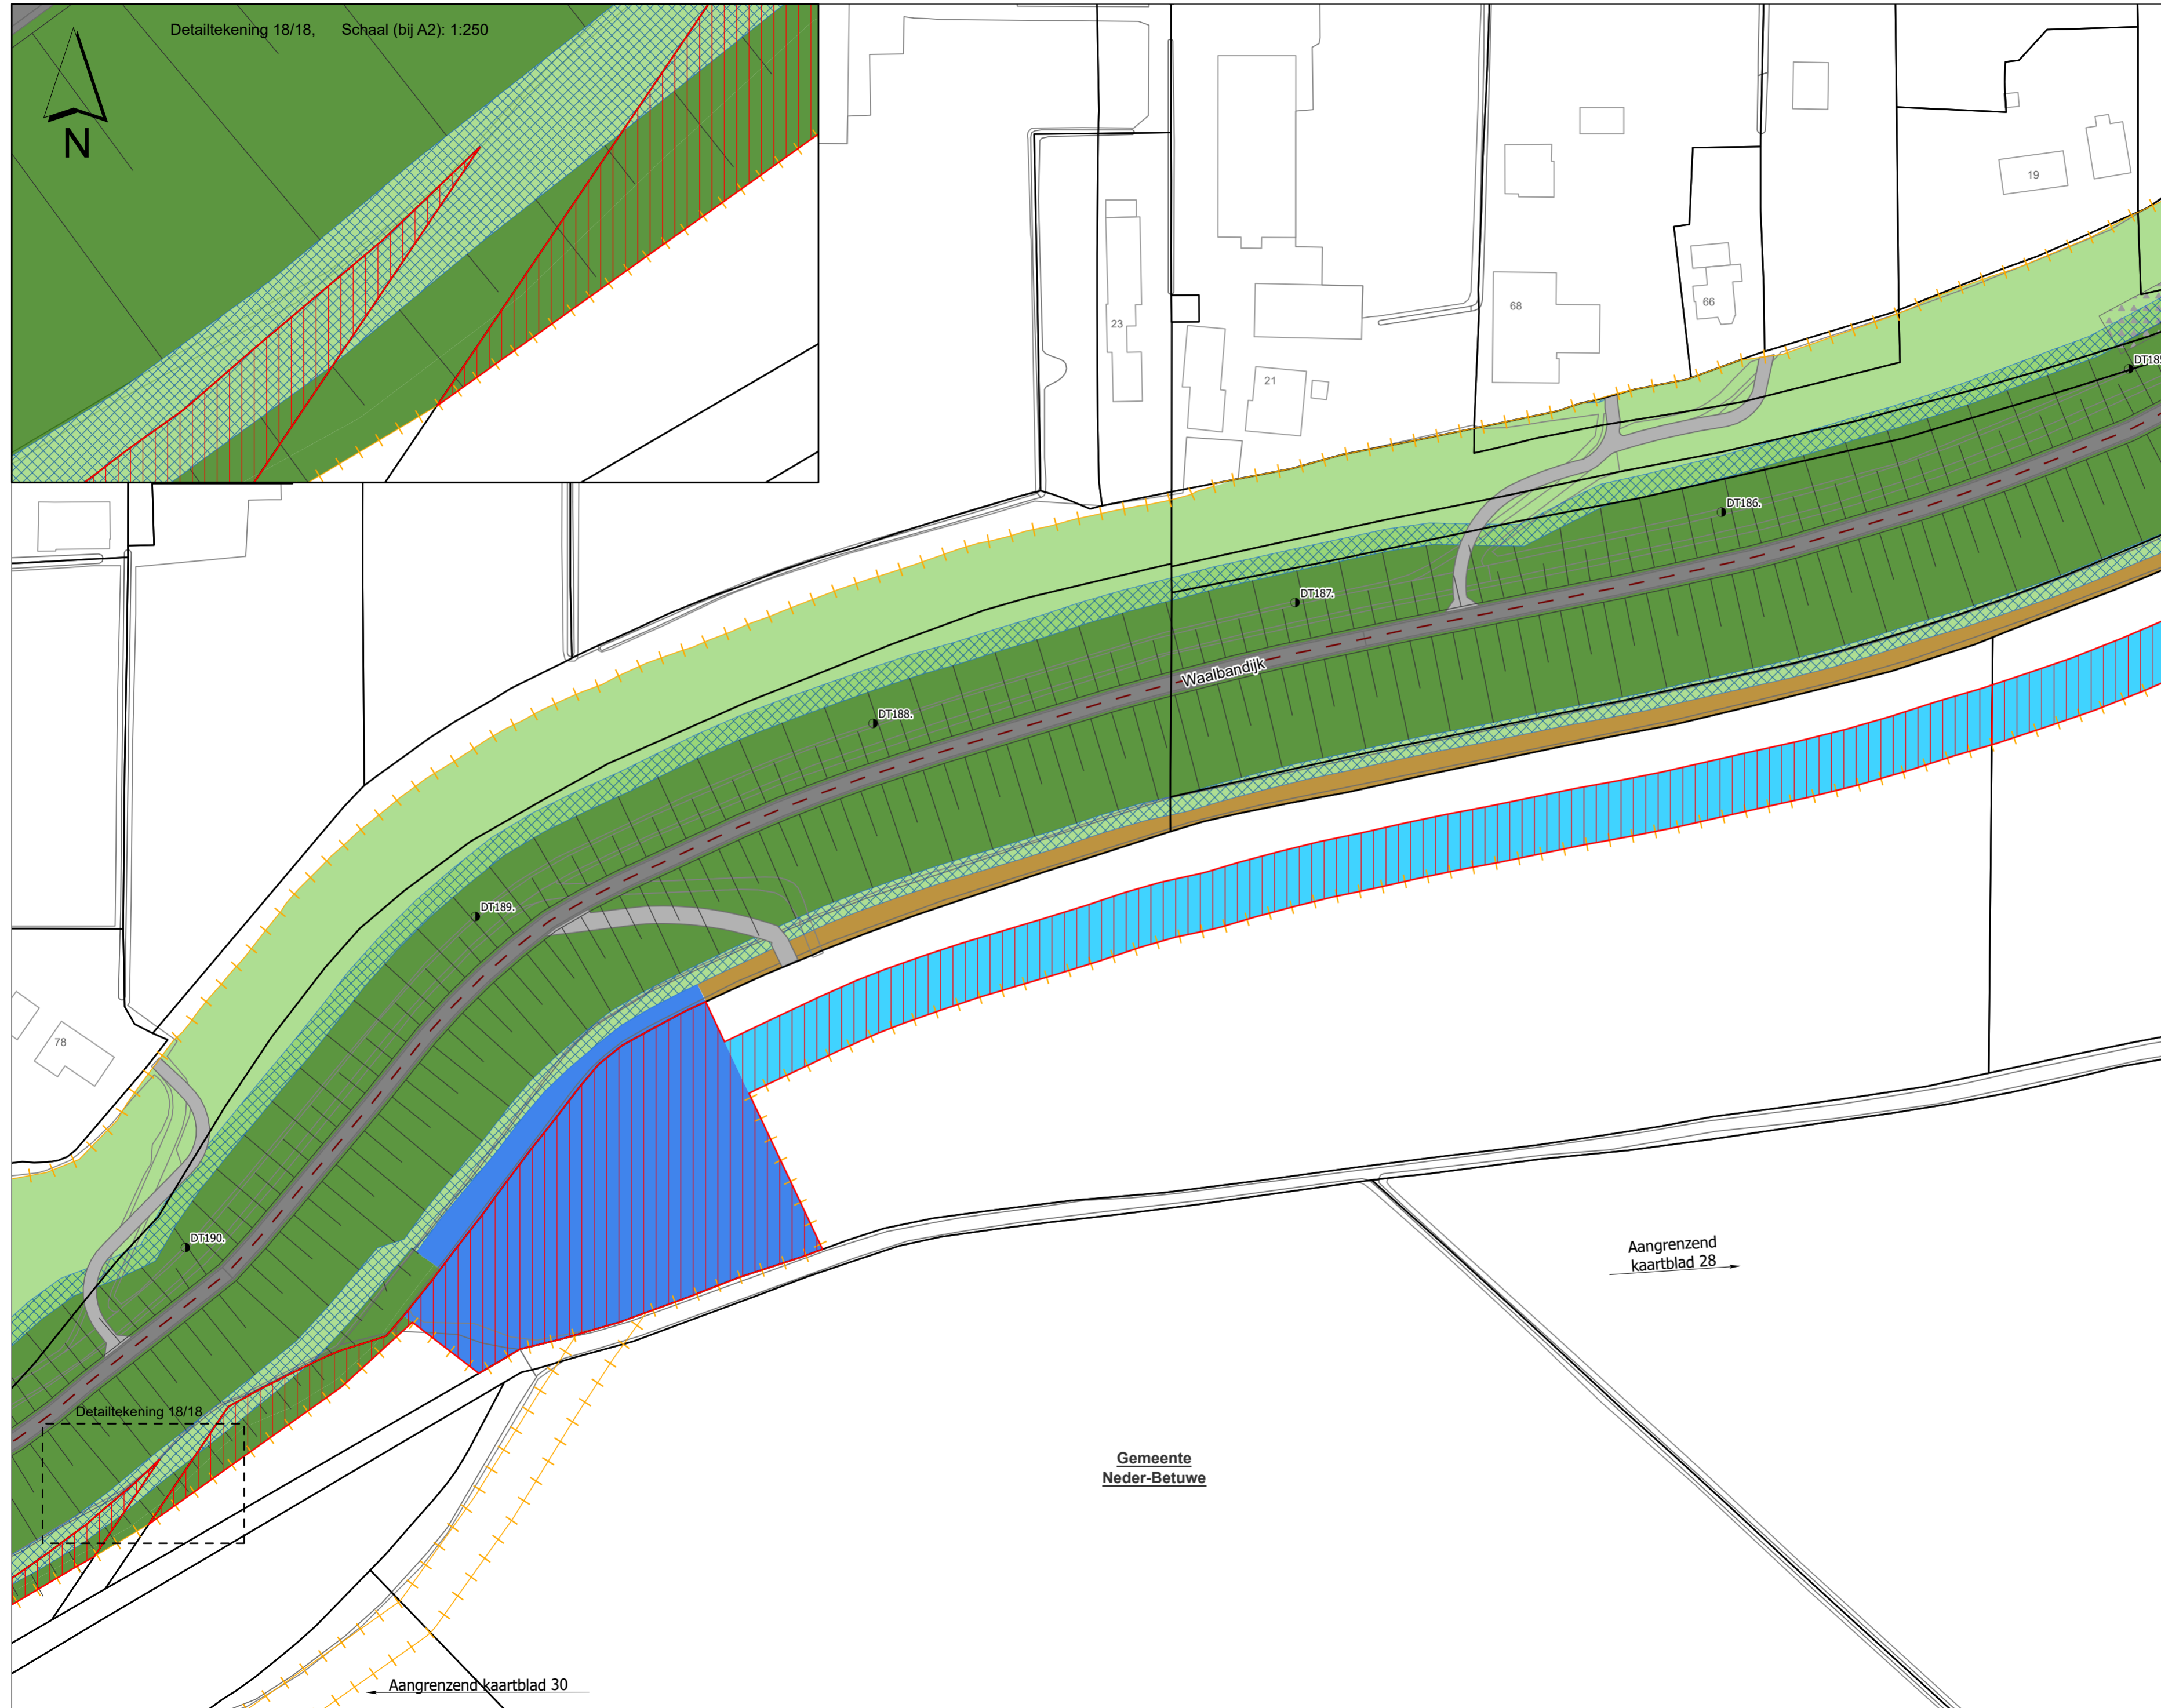 Detailtekening 18/18, Schaal (bij A2): 1:250
N
19
66
68
23
21
DT185
DT186.
DT187.
Waalbandijk
DT188.
DT189.
78
DT190.
Aangrenzend
kaartblad 28
Detailtekening 18/18
Gemeente
Neder-Betuwe
Aangrenzend kaartblad 30